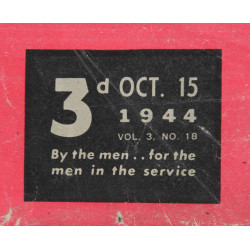 3d OCT. 15
1944
VOL. 3, NO. 18
By the men . . for the
men in the service